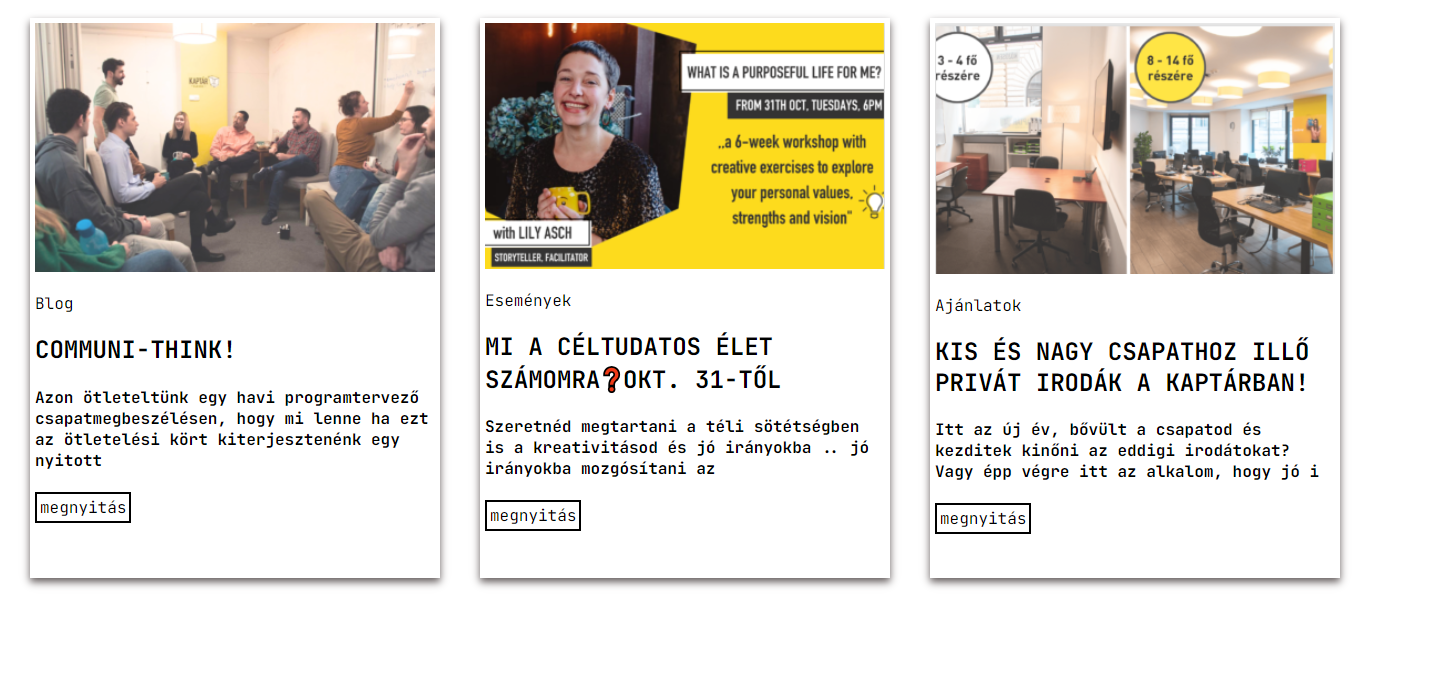 KAPTÁR
Blog
COMMUNI-THINK!
Azon ötleteltünk egy havi programtervező
csapatmegbeszélésen, hogy mi lenne ha ezt
az ötletelési kört kiterjesztenénk egy
nyitott
megnyitás
WHAT IS A PURPOSEFUL LIFE FOR ME?
FROM 31TH OCT, TUESDAYS, 6PM
„a 6-week workshop with
creative exercises to explore
your personal values,
strengths and vision"
with LILY ASCH
STORYTELLER, FACILITATOR
Események
MI A CÉLTUDATOS ÉLET
SZÁMOMRA❓OKT. 31-TŐL
Szeretnéd megtartani a téli sötétségben
is a kreativitásod és jó irányokba .. jó
irányokba mozgósítani az
megnyitás
3 - 4 fő
részére
8 - 14 fő
részére
Ajánlatok
KIS ÉS NAGY CSAPATHOZ ILLŐ
PRIVÁT IRODÁK A KAPTÁRBAN!
Itt az új év, bővült a csapatod és
kezditek kinőni az eddigi irodátokat?
Vagy épp végre itt az alkalom, hogy jó i
megnyitás